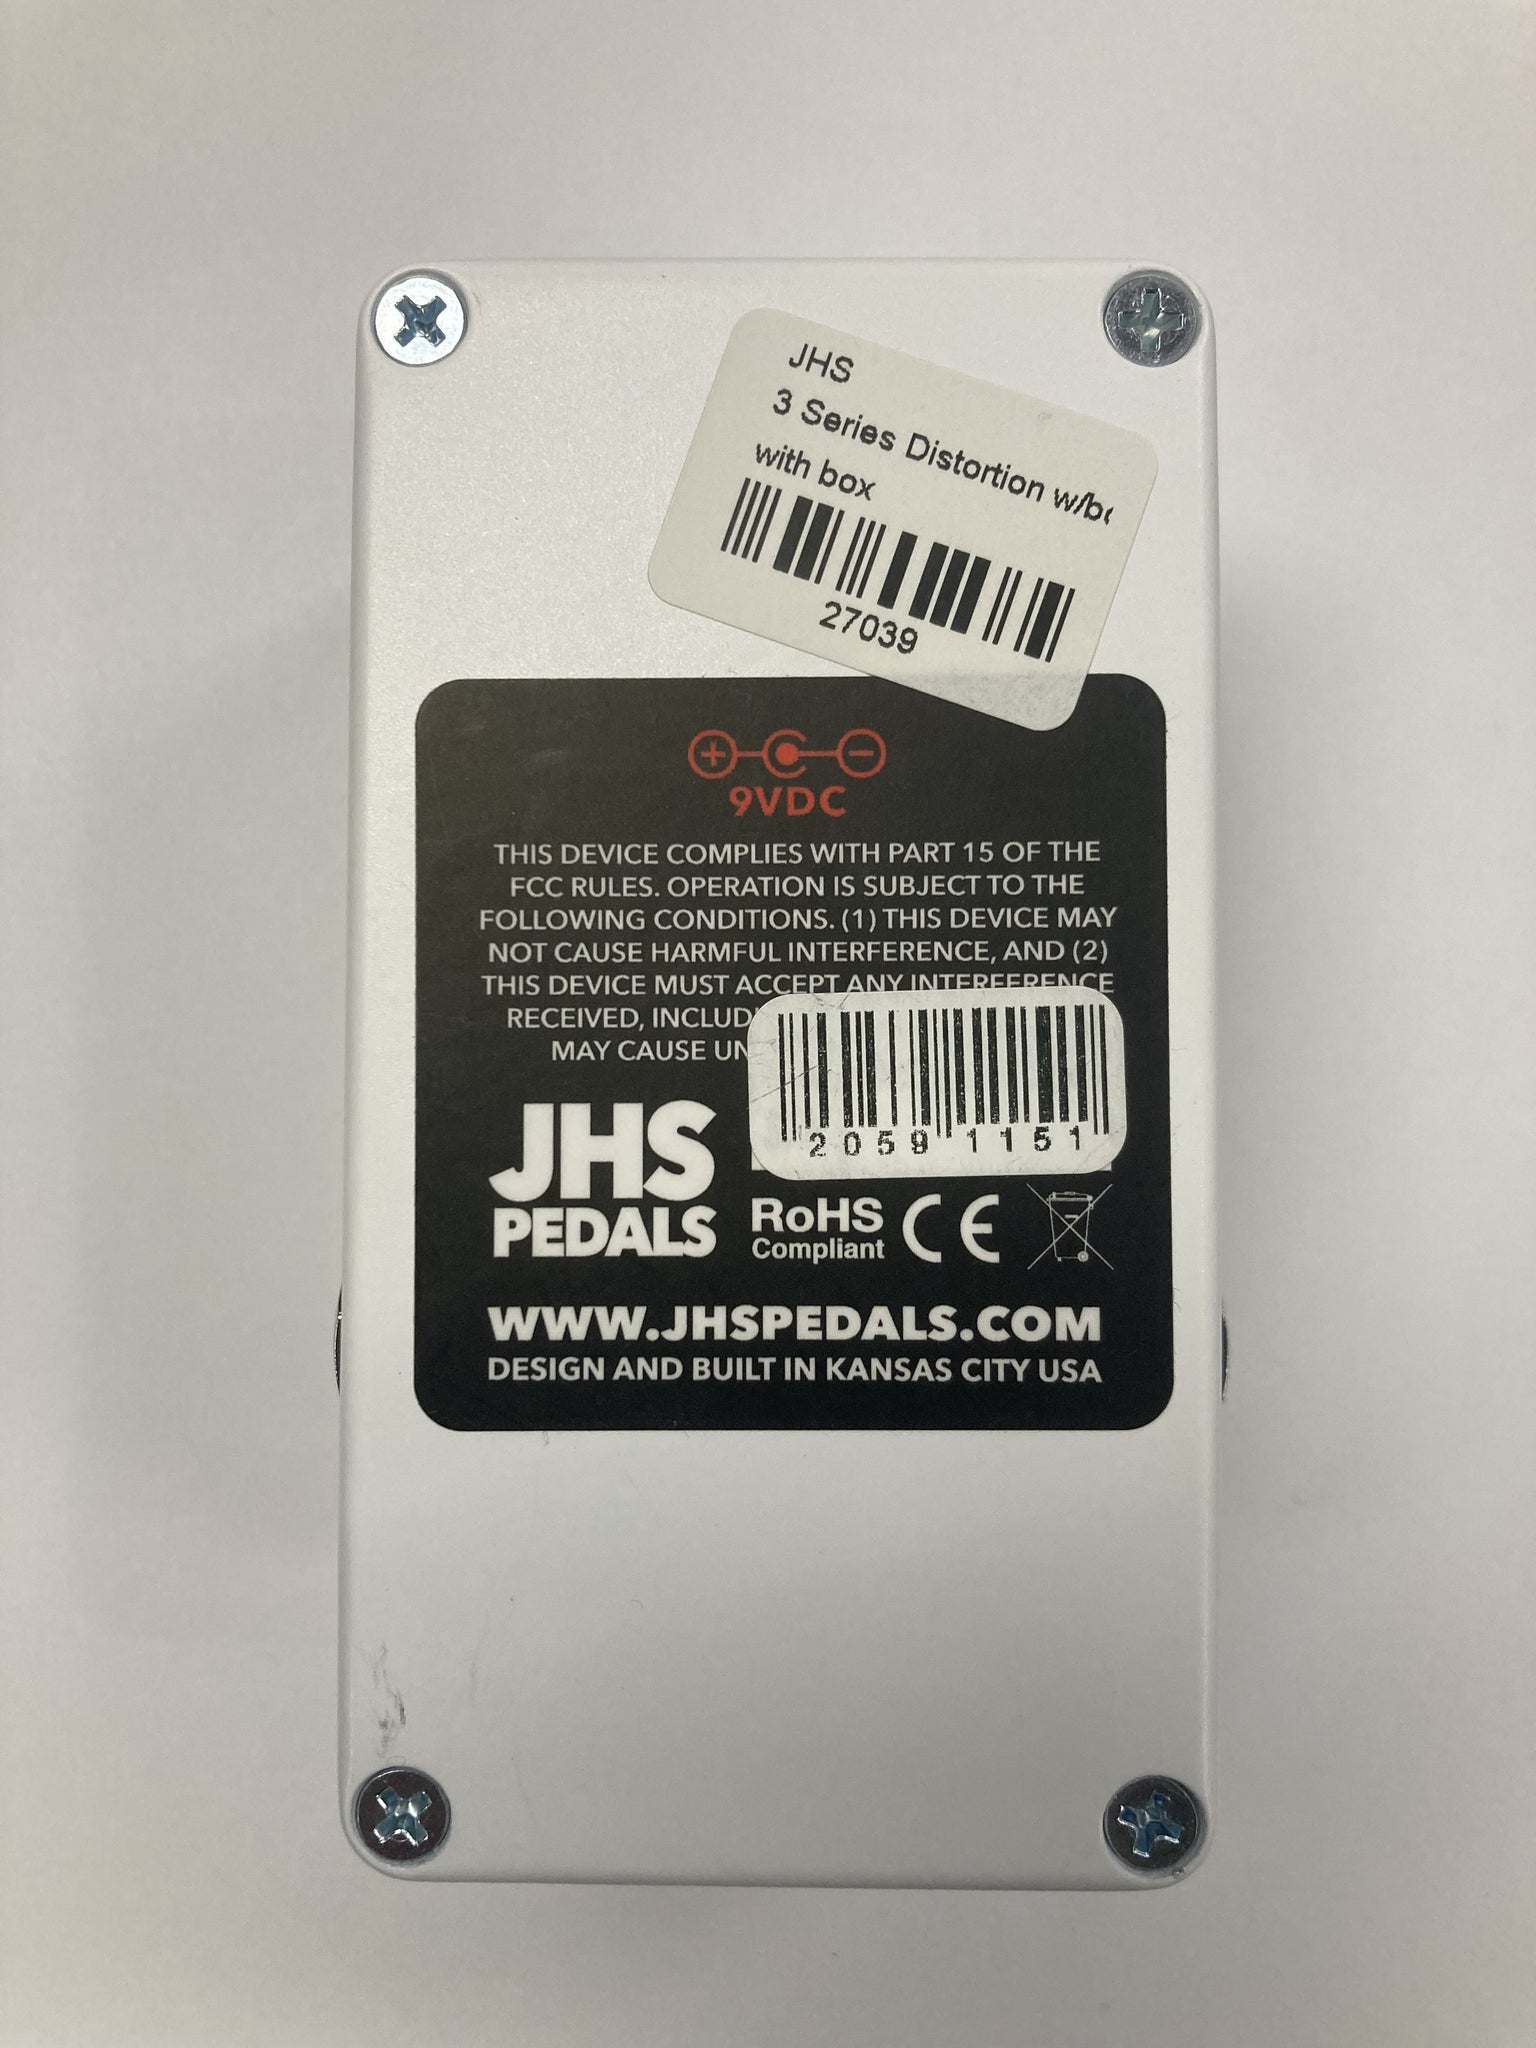 JHS
3 Series Distortion
with box
27039
9VDC
THIS DEVICE COMPLIES WITH PART 15 OF THE
FCC RULES. OPERATION IS SUBJECT TO THE
FOLLOWING CONDITIONS. (1) THIS DEVICE MAY
NOT CAUSE HARMFUL INTERFERENCE, AND (2)
THIS DEVICE MUST ACCEPT ANY INTERFERENCE
RECEIVED,
MAY CAUSE
2059 1151
JHS
PEDALS
RoHS
Compliant
CE
WWW.JHSPEDALS.COM
DESIGN AND BUILT IN KANSAS CITY USA